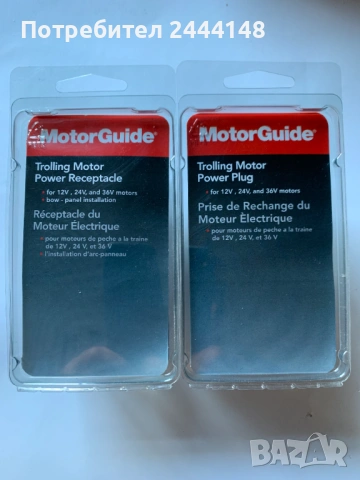 Позвъни на Потребител 2444148
MotorGuide®
Trolling Motor
Power Receptacle
• for 12V, 24V, and 36V motors
• bow - panel installation
Réceptacle du
Moteur Électrique
• pour moteurs de peche a la traine
de 12V, 24 V, et 36 V
• l'installation d'arc-panneau
MotorGuide®
Trolling Motor
Power Plug
• for 12V, 24V, and 36V motors
Prise de Rechange du
Moteur Électrique
• pour moteurs de peche a la traine
de 12V, 24 V, et 36 V
BAZAR